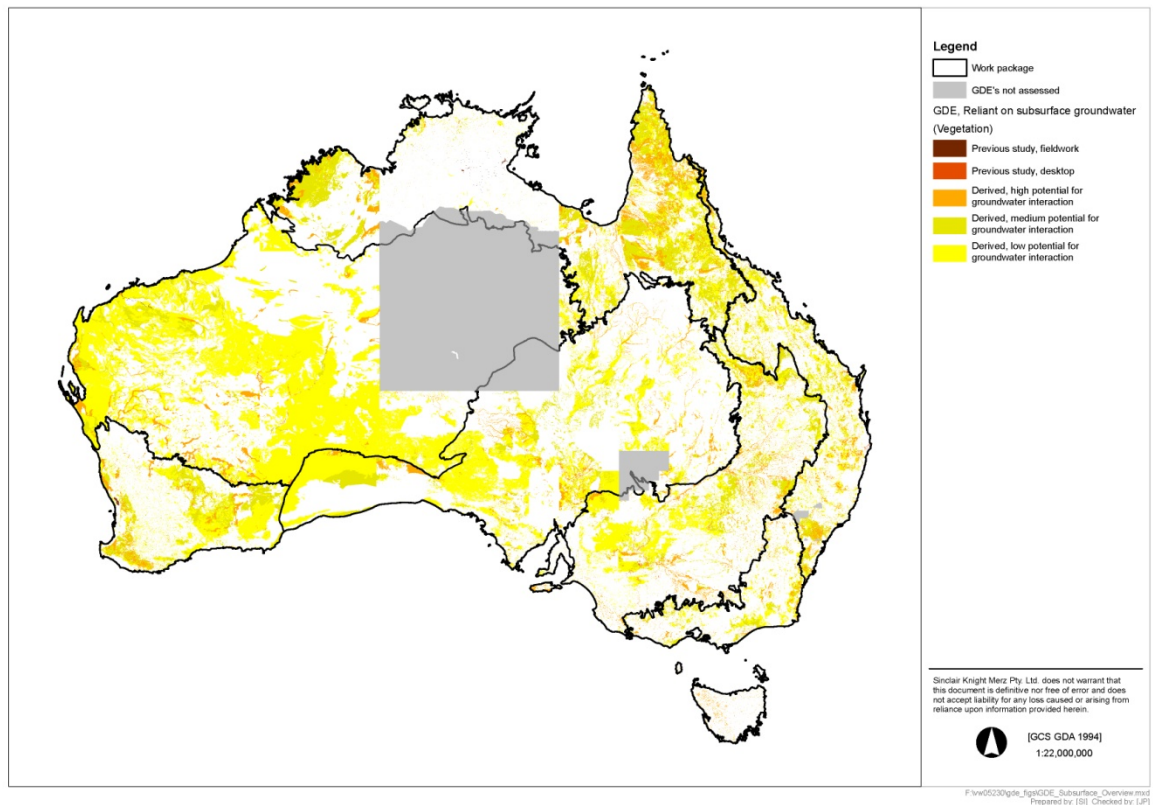 Legend
Work package
GDE's not assessed
GDE, Reliant on subsurface groundwater
(Vegetation)
Previous study, fieldwork
Previous study, desktop
Derived, high potential for
groundwater interaction
Derived, medium potential for
groundwater interaction
Derived, low potential for
groundwater interaction
Sinclair Knight Merz Pty. Ltd. does not warrant that
this document is definitive nor free of error and does
not accept liability for any loss caused or arising from
reliance upon information provided herein.
[GCS GDA 1994]
1:22,000,000
F:\vw05230\gde_figs\GDE_Subsurface_Overview.mxd
Prepared by: [SI] Checked by: [JP]